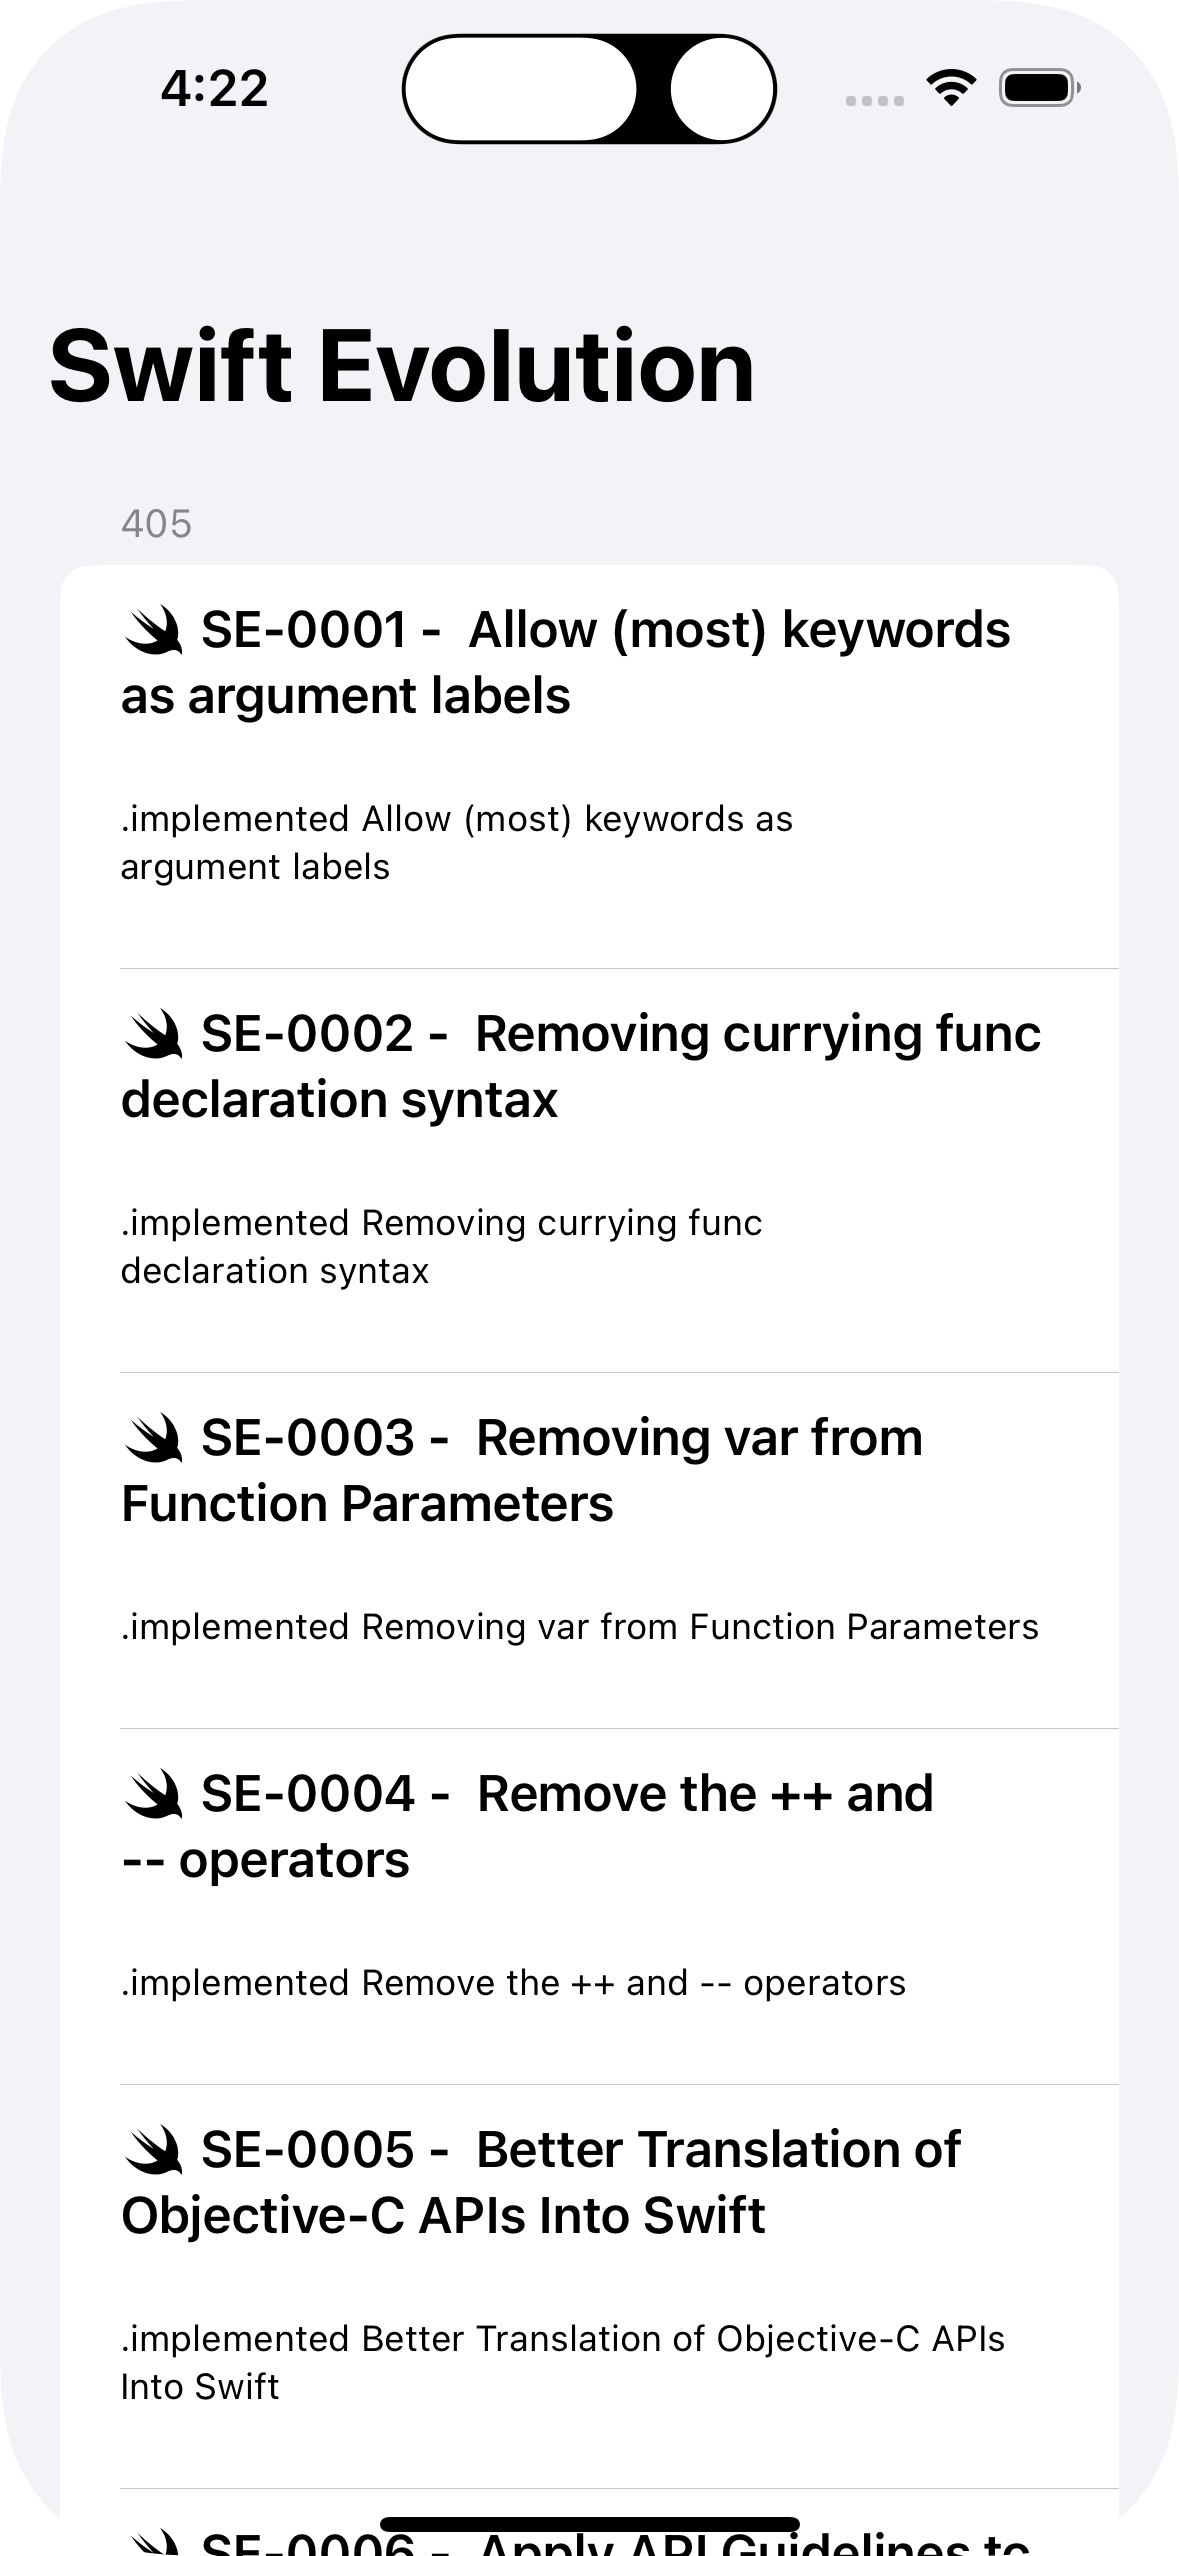 4:22
Swift Evolution
405
SE-0001 - Allow (most) keywords
as argument labels
.implemented Allow (most) keywords as
argument labels
SE-0002 - Removing currying func
declaration syntax
.implemented Removing currying func
declaration syntax
SE-0003 - Removing var from
Function Parameters
.implemented Removing var from Function Parameters
SE-0004 - Remove the ++ and
-- operators
.implemented Remove the ++ and -- operators
SE-0005 - Better Translation of
Objective-C APIs Into Swift
.implemented Better Translation of Objective-C APIs
Into Swift
SE-0006 - Apply API Guidelines to